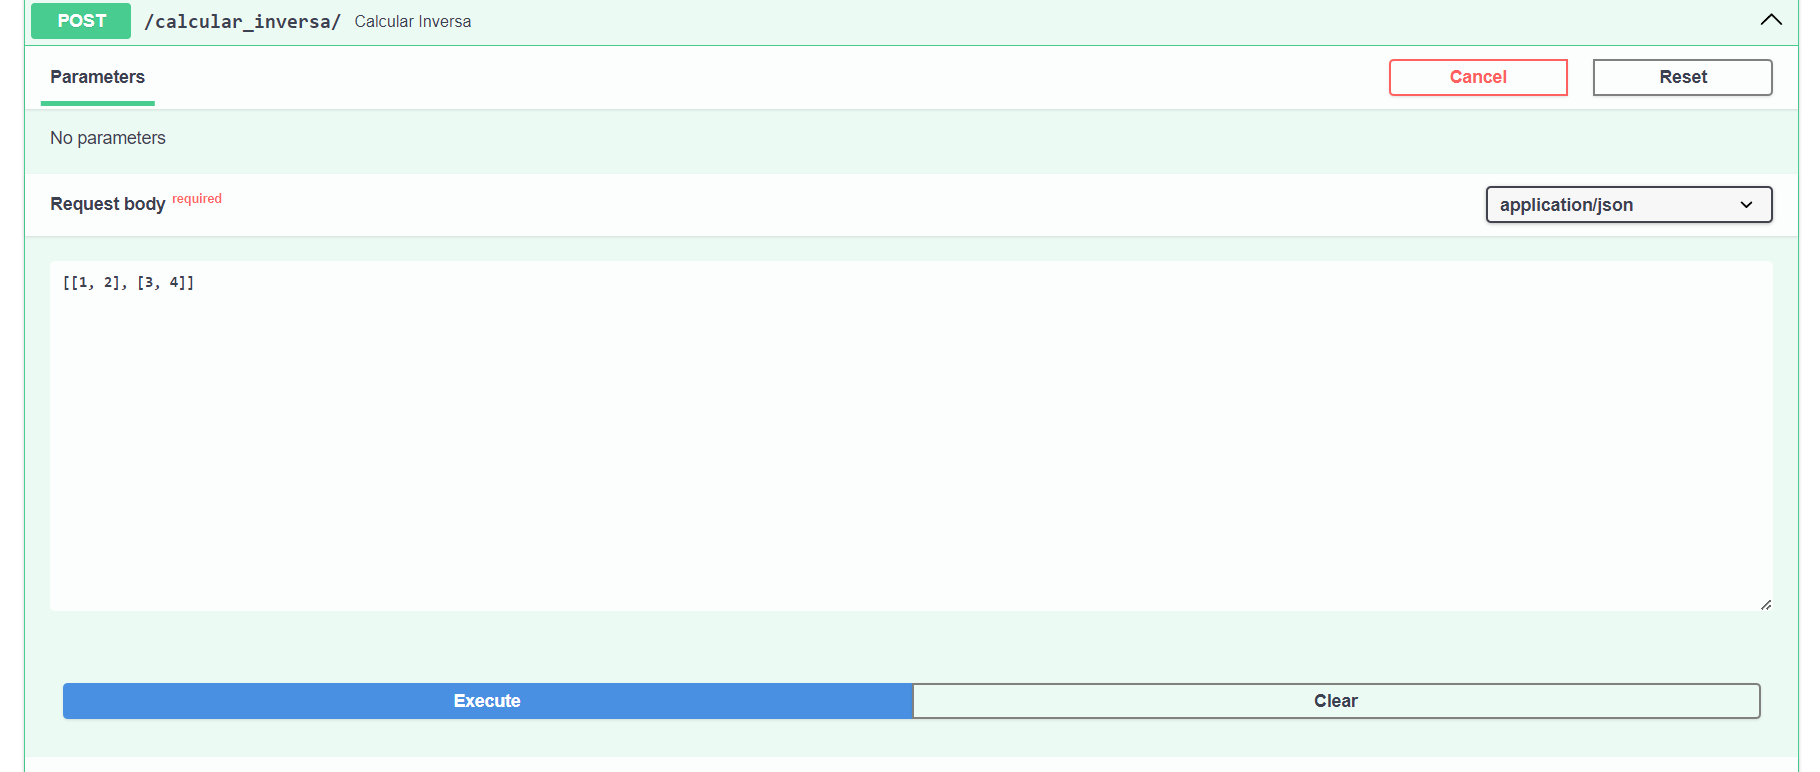 POST /calcular_inversa/ Calcular Inversa
Parameters
Cancel
Reset
No parameters
Request body required
application/json
[[1, 2], [3, 4]]
Execute
Clear